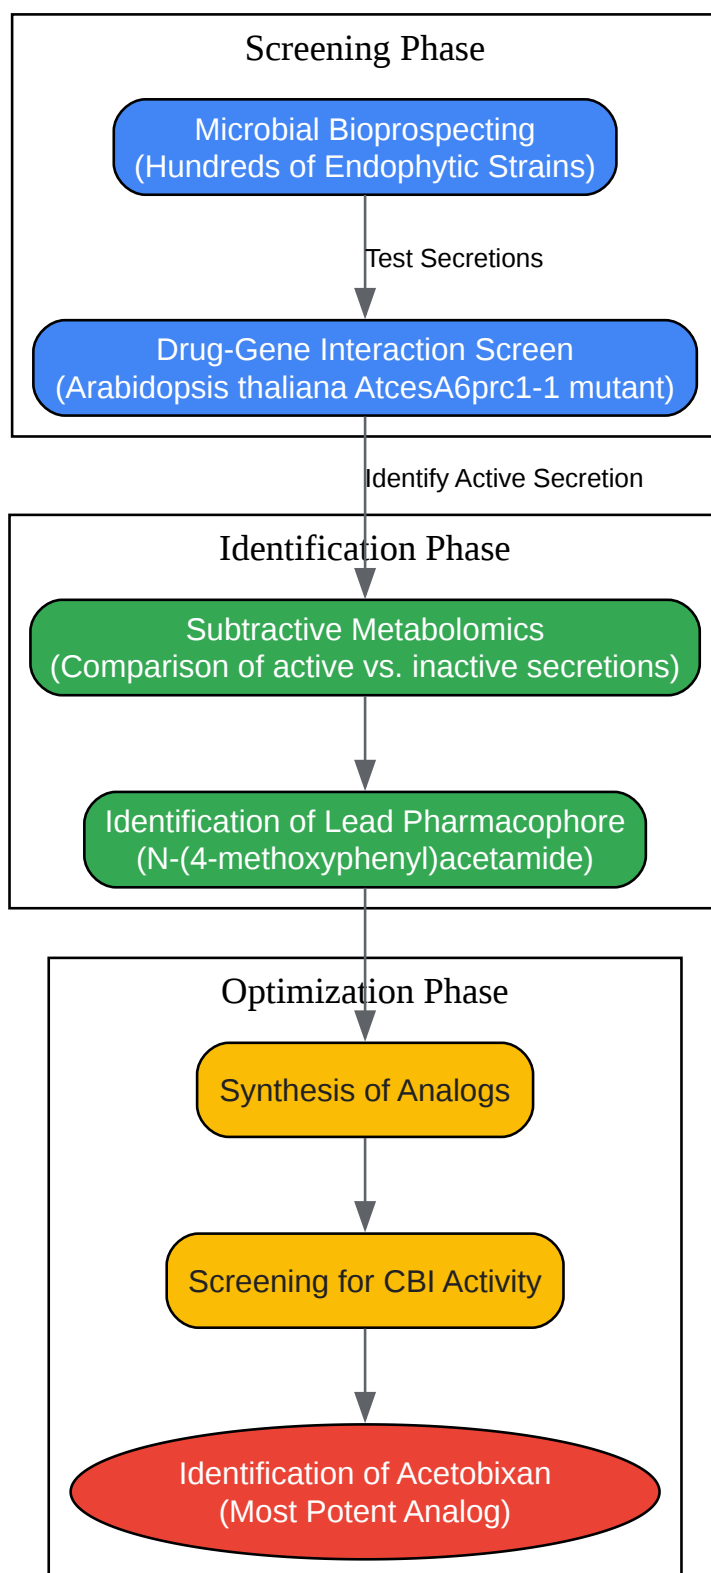 Screening Phase
Microbial Bioprospecting
(Hundreds of Endophytic Strains)
Test Secretions
Drug-Gene Interaction Screen
(Arabidopsis thaliana AtcesA6prc1-1 mutant)
Identify Active Secretion
Identification Phase
Subtractive Metabolomics
(Comparison of active vs. inactive secretions)
Identification of Lead Pharmacophore
(N-(4-methoxyphenyl)acetamide)
Optimization Phase
Synthesis of Analogs
Screening for CBI Activity
Identification of Acetobixan
(Most Potent Analog)